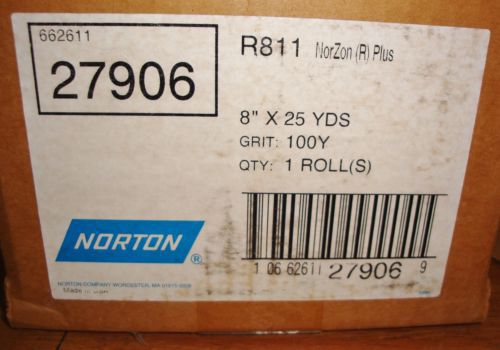 662611
27906
R811 NorZon (R) Plus
8" X 25 YDS
GRIT: 100Y
QTY: 1 ROLL(S)
NORTON®
1 06 62611 27906 9
NORTON COMPANY WORCESTER, MA
Made